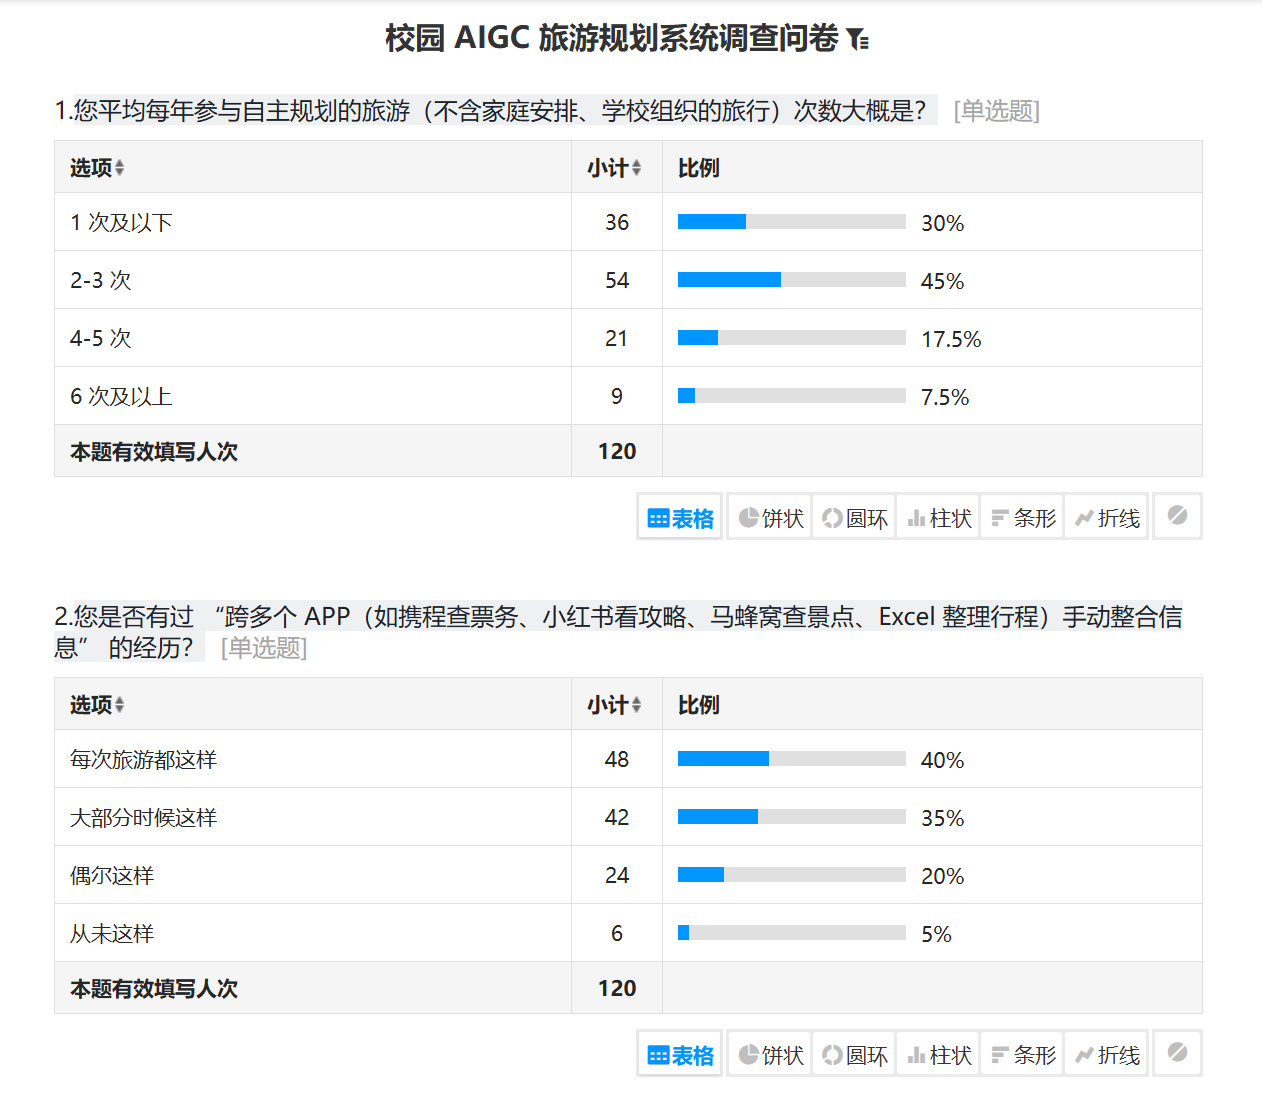 校园 AIGC 旅游规划系统调查问卷
1.您平均每年参与自主规划的旅游（不含家庭安排、学校组织的旅行）次数大概是？ [单选题]
选项 小计 比例
1 次及以下 36 30%
2-3 次 54 45%
4-5 次 21 17.5%
6 次及以上 9 7.5%
本题有效填写人次 120
表格 饼状 圆环 柱状 条形 折线
2.您是否有过 “跨多个 APP（如携程查票务、小红书看攻略、马蜂窝查景点、Excel 整理行程）手动整合信
息” 的经历？ [单选题]
选项 小计 比例
每次旅游都这样 48 40%
大部分时候这样 42 35%
偶尔这样 24 20%
从未这样 6 5%
本题有效填写人次 120
表格 饼状 圆环 柱状 条形 折线